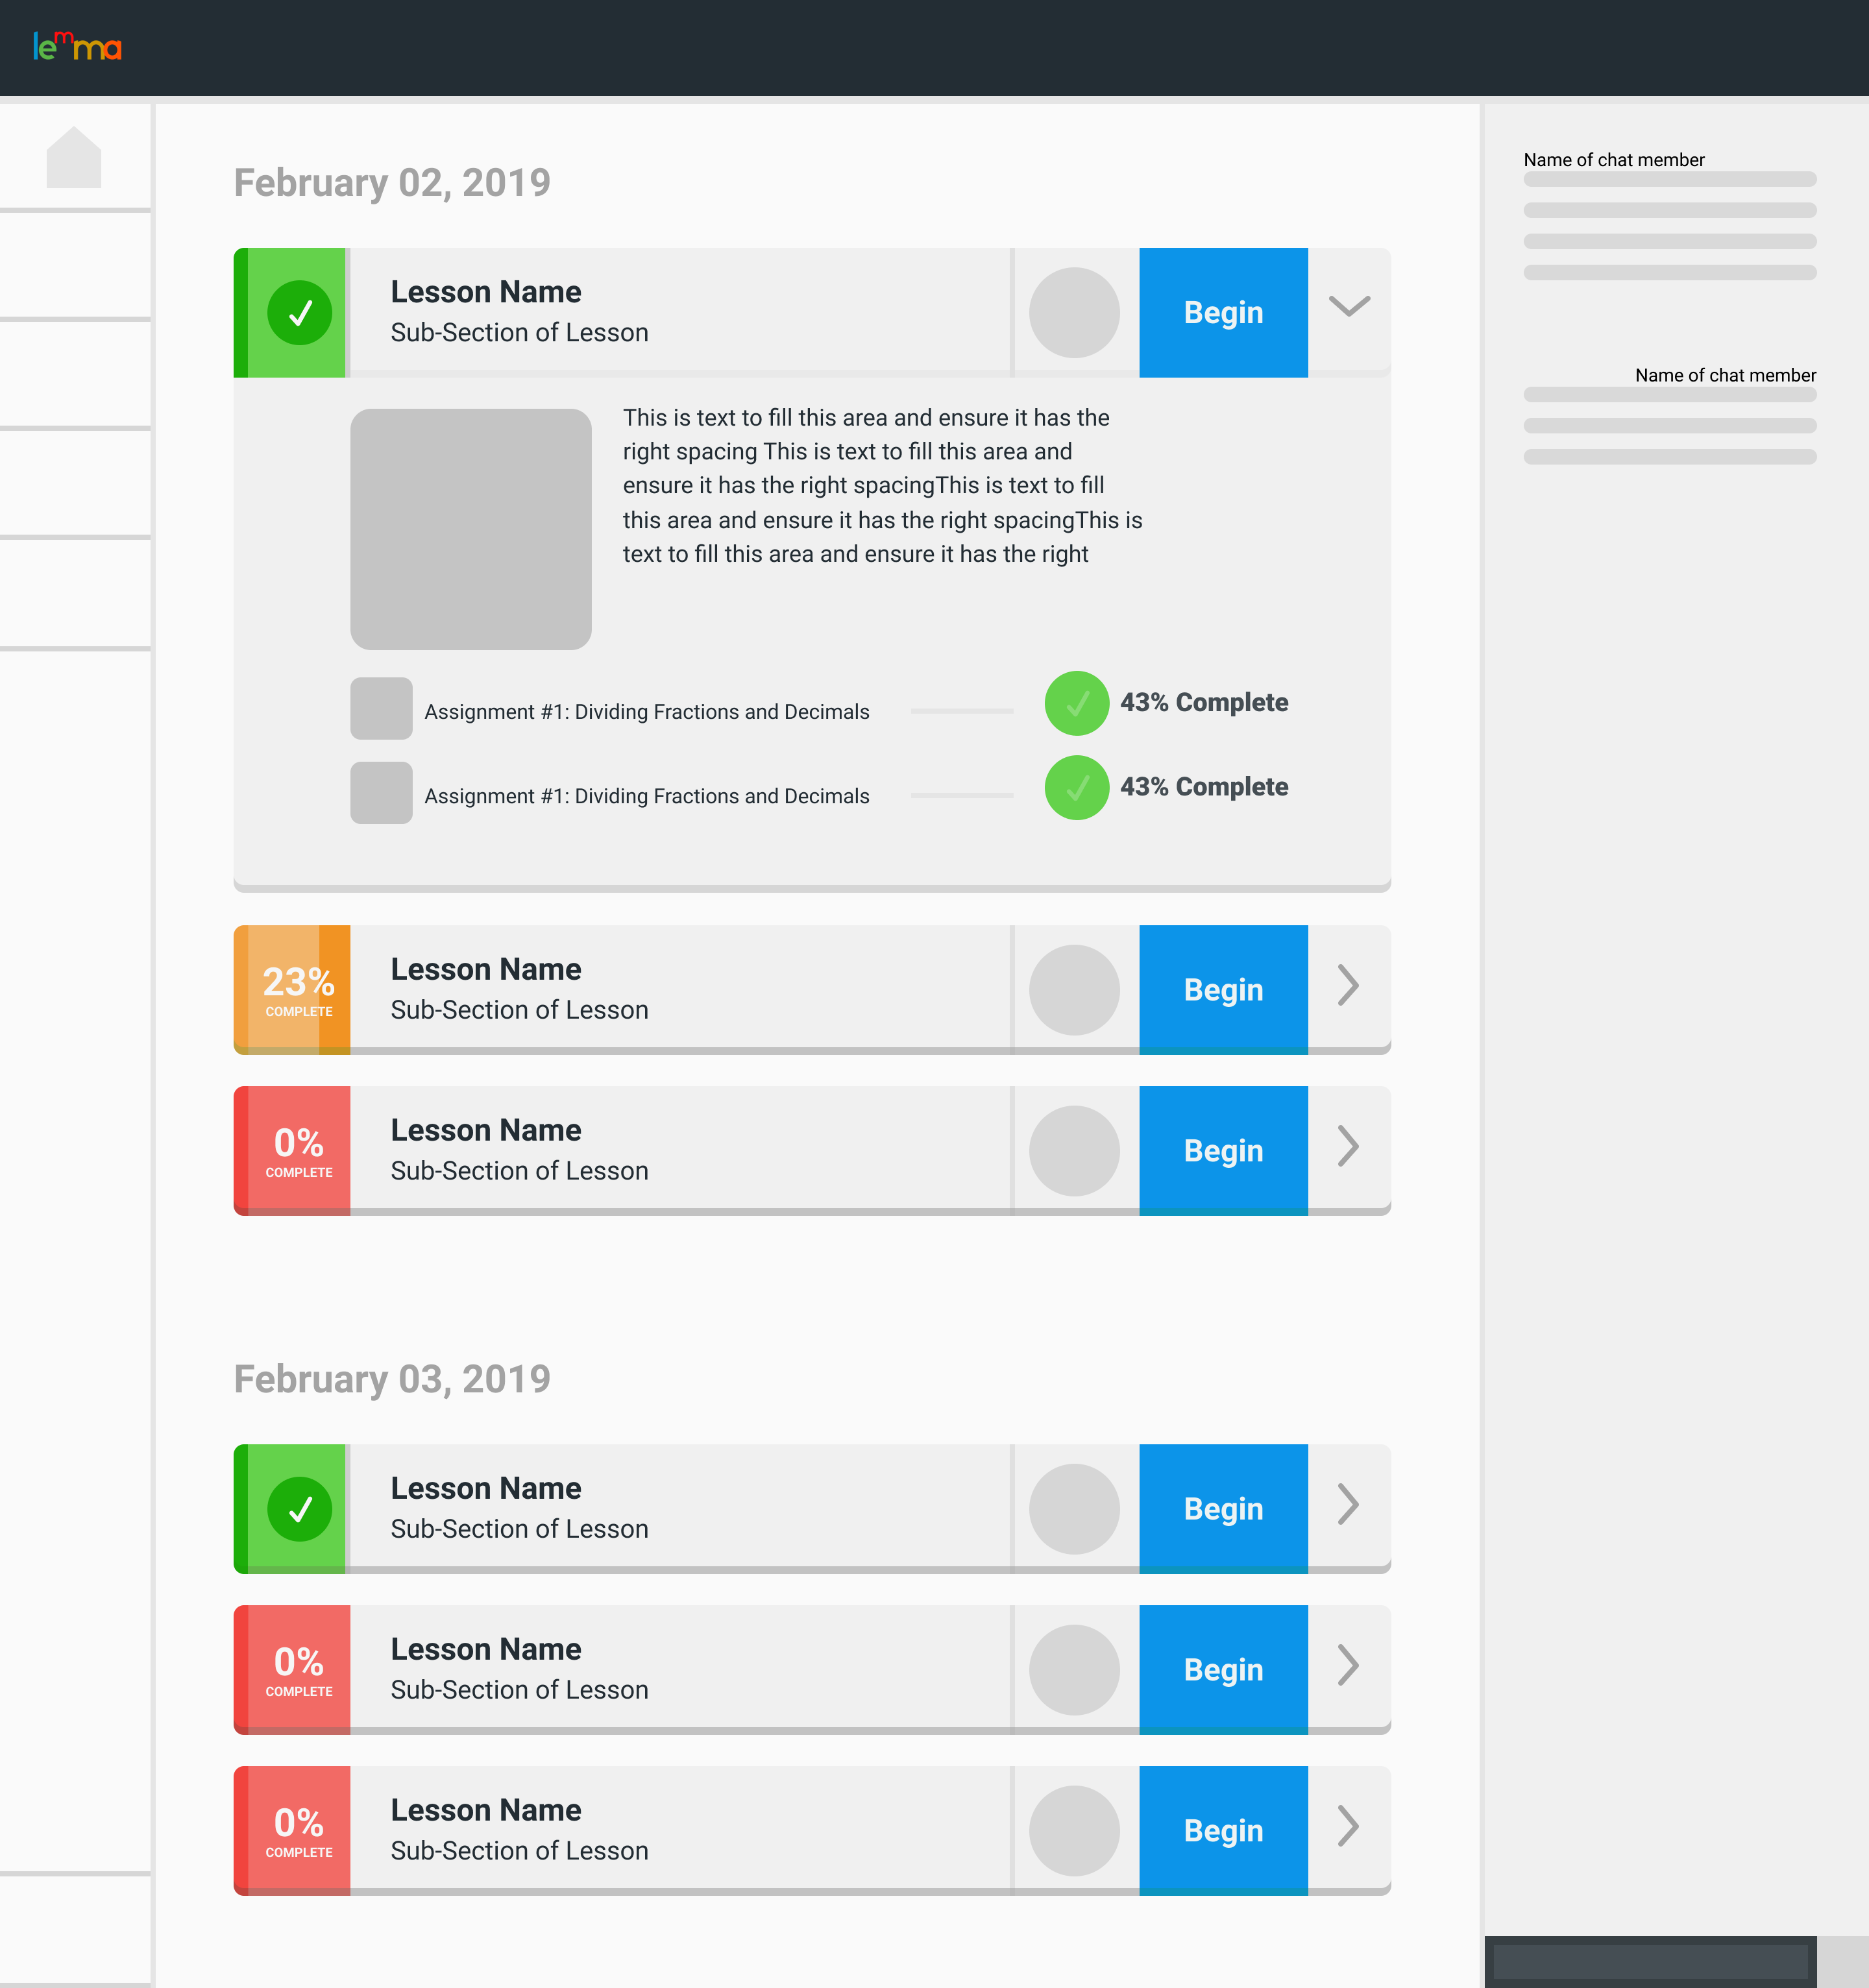 lemma
February 02, 2019
Lesson Name
Sub-Section of Lesson
Begin
This is text to fill this area and ensure it has the
right spacing This is text to fill this area and
ensure it has the right spacingThis is text to fill
this area and ensure it has the right spacingThis is
text to fill this area and ensure it has the right
Assignment #1: Dividing Fractions and Decimals
43% Complete
Assignment #1: Dividing Fractions and Decimals
43% Complete
23%
COMPLETE
Lesson Name
Sub-Section of Lesson
Begin
0%
COMPLETE
Lesson Name
Sub-Section of Lesson
Begin
February 03, 2019
Lesson Name
Sub-Section of Lesson
Begin
0%
COMPLETE
Lesson Name
Sub-Section of Lesson
Begin
0%
COMPLETE
Lesson Name
Sub-Section of Lesson
Begin
Name of chat member
Name of chat member